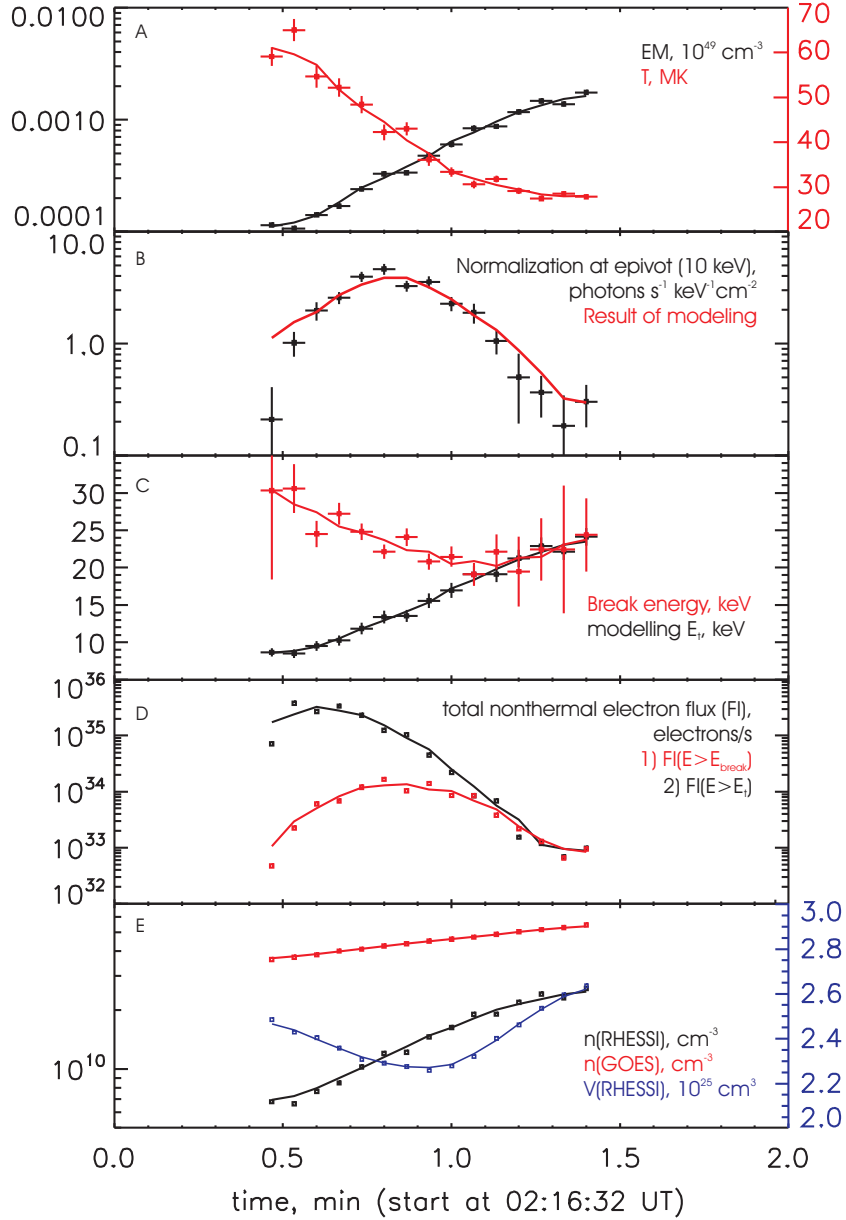 0.0100
0.0010
0.0001
A
EM, 10⁴⁹ cm⁻³
T, MK
70
60
50
40
30
20
10.0
1.0
0.1
B
Normalization at epivot (10 keV),
photons s⁻¹ keV⁻¹cm⁻²
Result of modeling
30
25
20
15
10
C
Break energy, keV
modelling Eₜ, keV
10³⁶
10³⁵
10³⁴
10³³
10³²
D
total nonthermal electron flux (Fl),
electrons/s
1) Fl(E>E_break)
2) Fl(E>Eₜ)
10¹⁰
E
n(RHESSI), cm⁻³
n(GOES), cm⁻³
V(RHESSI), 10²⁵ cm³
3.0
2.8
2.6
2.4
2.2
2.0
0.0 0.5 1.0 1.5 2.0
time, min (start at 02:16:32 UT)